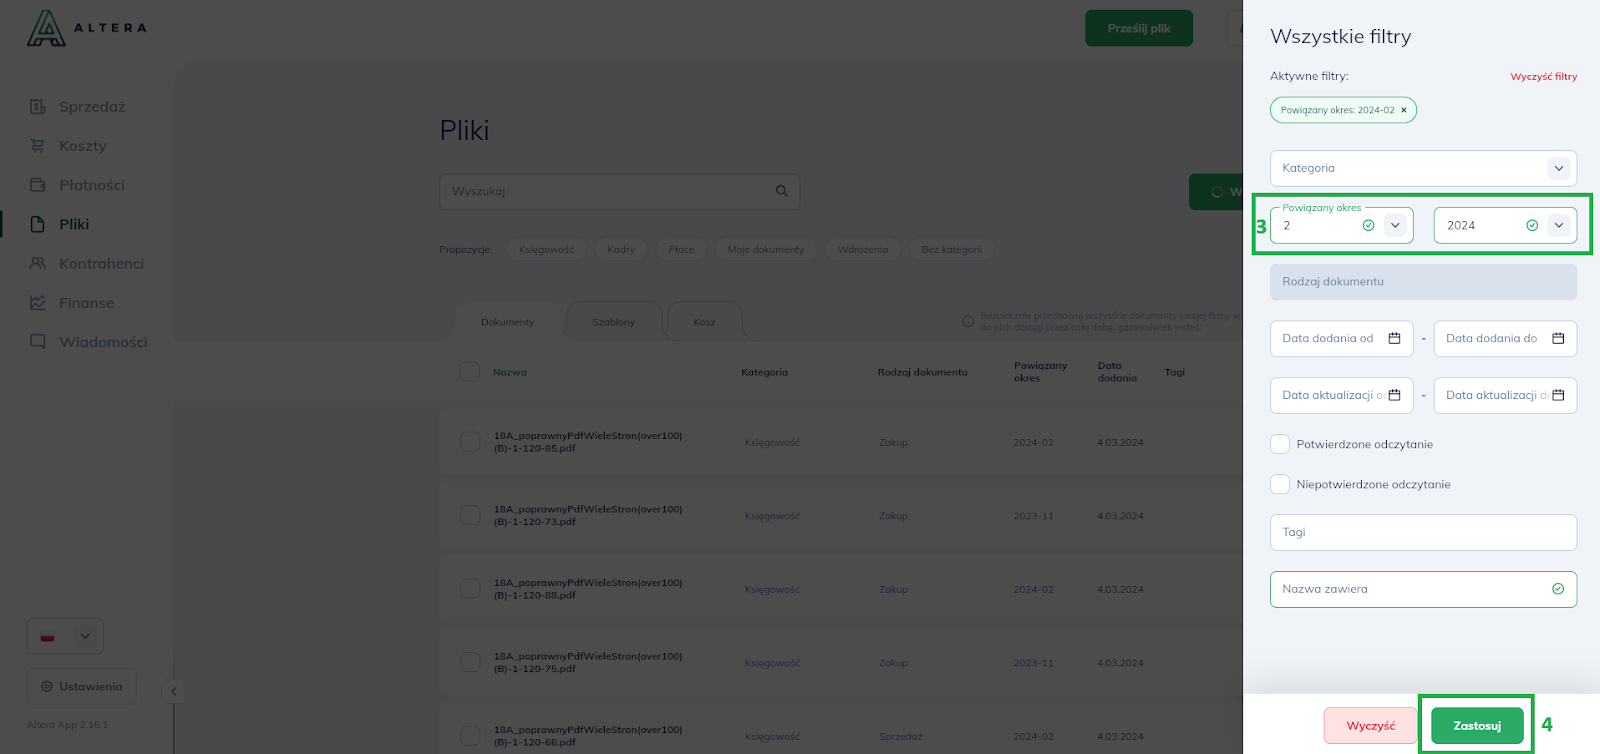 ALTERA
Prześlij plik
Sprzedaż
Koszty
Płatności
Pliki
Kontrahenci
Finanse
Wiadomości
Ustawienia
Altera App 2.16.1
Pliki
Wyszukaj
W
Propozycje:
Księgowość
Kadry
Płace
Moje dokumenty
Wdrożenia
Bez kategorii
Dokumenty
Szablony
Kosz
Bezpiecznie przechowuj wszystkie dokumenty swojej firmy w
do nich dostęp przez całą dobę, gdziekolwiek jesteś.
Nazwa
Kategoria
Rodzaj dokumentu
Powiązany
okres
Data
dodania
Tagi
18A_poprawnyPdfWieleStron(over100)
(B)-1-120-85.pdf
Księgowość
Zakup
2024-02
4.03.2024
18A_poprawnyPdfWieleStron(over100)
(B)-1-120-73.pdf
Księgowość
Zakup
2023-11
4.03.2024
18A_poprawnyPdfWieleStron(over100)
(B)-1-120-88.pdf
Księgowość
Zakup
2024-02
4.03.2024
18A_poprawnyPdfWieleStron(over100)
(B)-1-120-75.pdf
Księgowość
Zakup
2023-11
4.03.2024
18A_poprawnyPdfWieleStron(over100)
(B)-1-120-66.pdf
Księgowość
Sprzedaż
2024-02
4.03.2024
Wszystkie filtry
Aktywne filtry:
Wyczyść filtry
Powiązany okres: 2024-02 ×
Kategoria
3
Powiązany okres
2
2024
Rodzaj dokumentu
Data dodania od
-
Data dodania do
Data aktualizacji
-
Data aktualizacji
Potwierdzone odczytanie
Niepotwierdzone odczytanie
Tagi
Nazwa zawiera
Wyczyść
Zastosuj
4